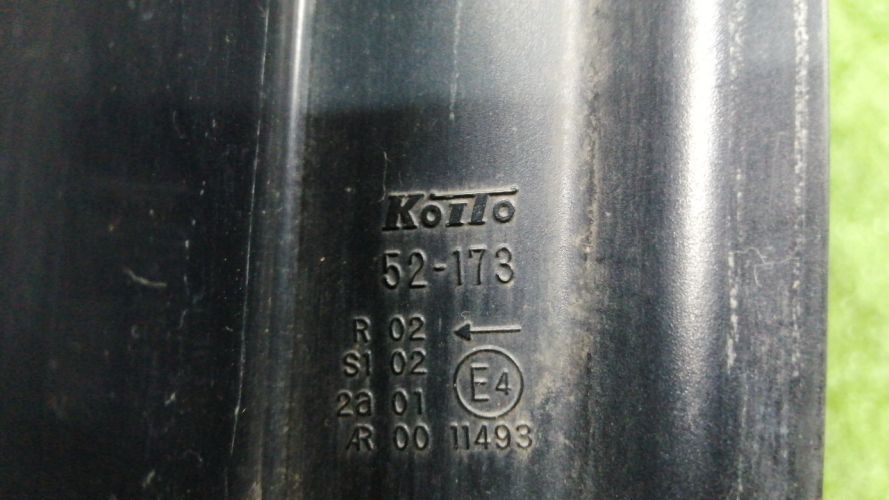 Koito
52-173
R 02 ←
S1 02
2a 01 E4
AR 00 11493